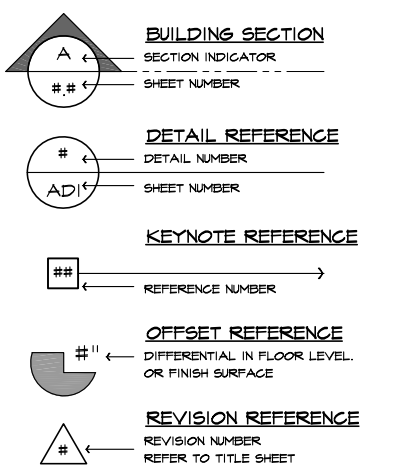 BUILDING SECTION
A
SECTION INDICATOR
#.#
SHEET NUMBER
DETAIL REFERENCE
#
DETAIL NUMBER
AD1
SHEET NUMBER
KEYNOTE REFERENCE
##
REFERENCE NUMBER
OFFSET REFERENCE
#"
DIFFERENTIAL IN FLOOR LEVEL.
OR FINISH SURFACE
REVISION REFERENCE
REVISION NUMBER
#
REFER TO TITLE SHEET